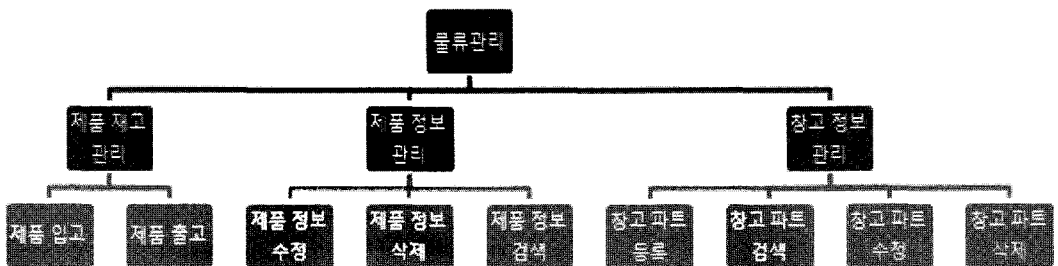 물류관리
제품 재고
관리
제품 정보
관리
창고 정보
관리
제품 입고
제품 출고
제품 정보
수정
제품 정보
삭제
제품 정보
검색
창고 파트
등록
창고 파트
검색
창고 파트
수정
창고 파트
삭제